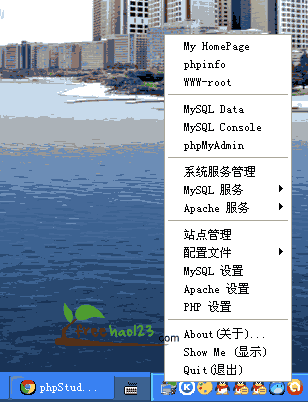 My HomePage
phpinfo
WWW-root
MySQL Data
MySQL Console
phpMyAdmin
系统服务管理
MySQL 服务
Apache 服务
站点管理
配置文件
MySQL 设置
Apache 设置
PHP 设置
About(关于)...
Show Me (显示)
Quit(退出)
hao123.com
phpStud...